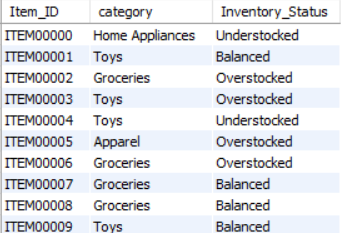 Item_ID category Inventory_Status
ITEM00000 Home Appliances Understocked
ITEM00001 Toys Balanced
ITEM00002 Groceries Overstocked
ITEM00003 Toys Overstocked
ITEM00004 Toys Understocked
ITEM00005 Apparel Overstocked
ITEM00006 Groceries Overstocked
ITEM00007 Groceries Balanced
ITEM00008 Groceries Balanced
ITEM00009 Toys Balanced